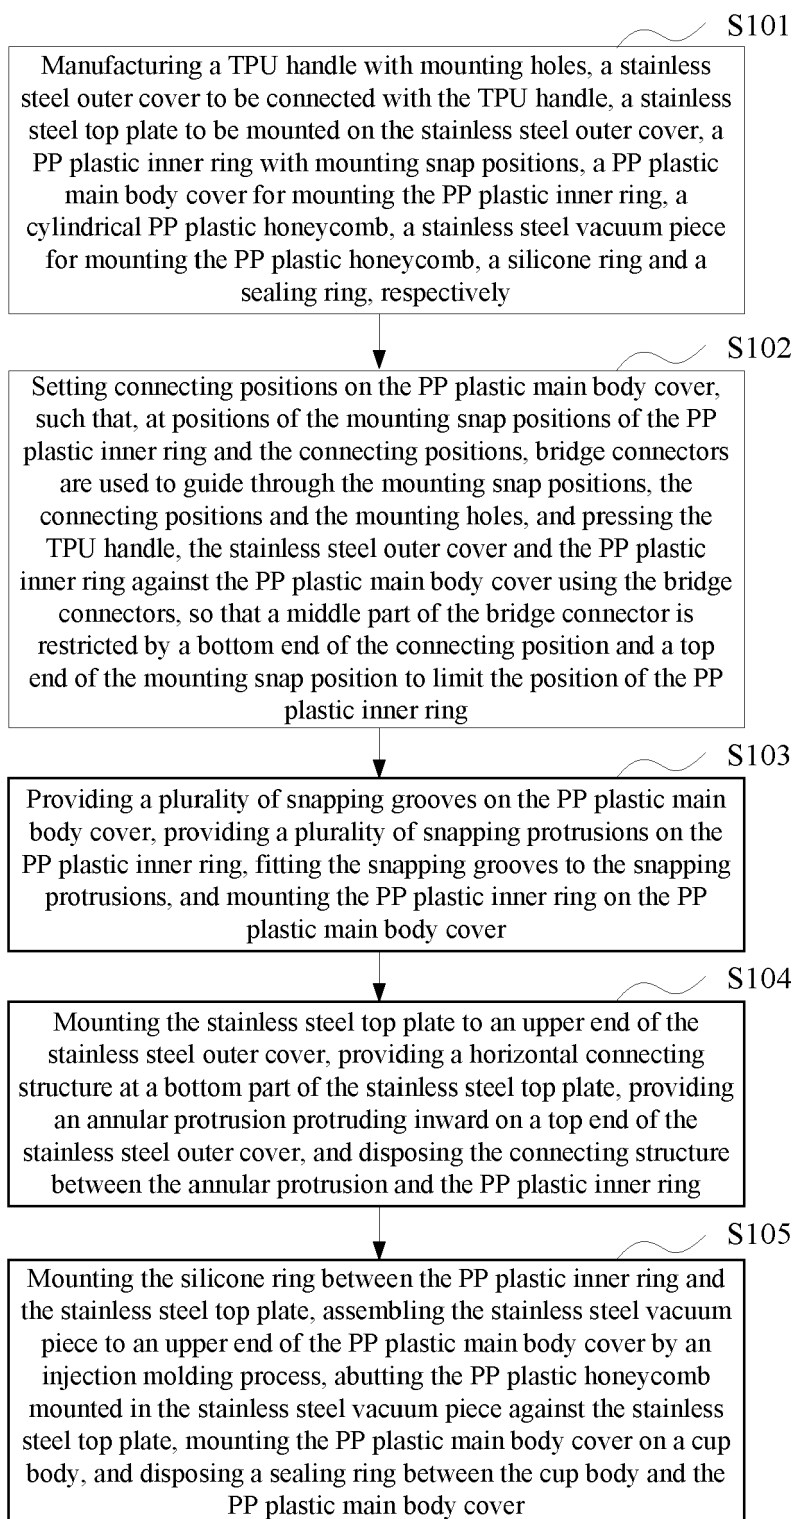 S101
Manufacturing a TPU handle with mounting holes, a stainless
steel outer cover to be connected with the TPU handle, a stainless
steel top plate to be mounted on the stainless steel outer cover, a
PP plastic inner ring with mounting snap positions, a PP plastic
main body cover for mounting the PP plastic inner ring, a
cylindrical PP plastic honeycomb, a stainless steel vacuum piece
for mounting the PP plastic honeycomb, a silicone ring and a
sealing ring, respectively
S102
Setting connecting positions on the PP plastic main body cover,
such that, at positions of the mounting snap positions of the PP
plastic inner ring and the connecting positions, bridge connectors
are used to guide through the mounting snap positions, the
connecting positions and the mounting holes, and pressing the
TPU handle, the stainless steel outer cover and the PP plastic
inner ring against the PP plastic main body cover using the bridge
connectors, so that a middle part of the bridge connector is
restricted by a bottom end of the connecting position and a top
end of the mounting snap position to limit the position of the PP
plastic inner ring
S103
Providing a plurality of snapping grooves on the PP plastic main
body cover, providing a plurality of snapping protrusions on the
PP plastic inner ring, fitting the snapping grooves to the snapping
protrusions, and mounting the PP plastic inner ring on the PP
plastic main body cover
S104
Mounting the stainless steel top plate to an upper end of the
stainless steel outer cover, providing a horizontal connecting
structure at a bottom part of the stainless steel top plate, providing
an annular protrusion protruding inward on a top end of the
stainless steel outer cover, and disposing the connecting structure
between the annular protrusion and the PP plastic inner ring
S105
Mounting the silicone ring between the PP plastic inner ring and
the stainless steel top plate, assembling the stainless steel vacuum
piece to an upper end of the PP plastic main body cover by an
injection molding process, abutting the PP plastic honeycomb
mounted in the stainless steel vacuum piece against the stainless
steel top plate, mounting the PP plastic main body cover on a cup
body, and disposing a sealing ring between the cup body and the
PP plastic main body cover